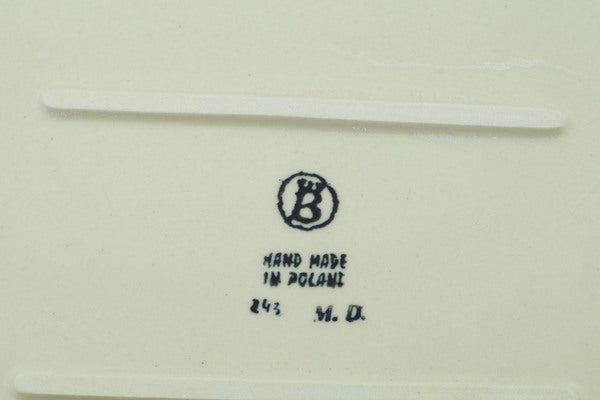 B
HAND MADE
IN POLAND
243 M. D.